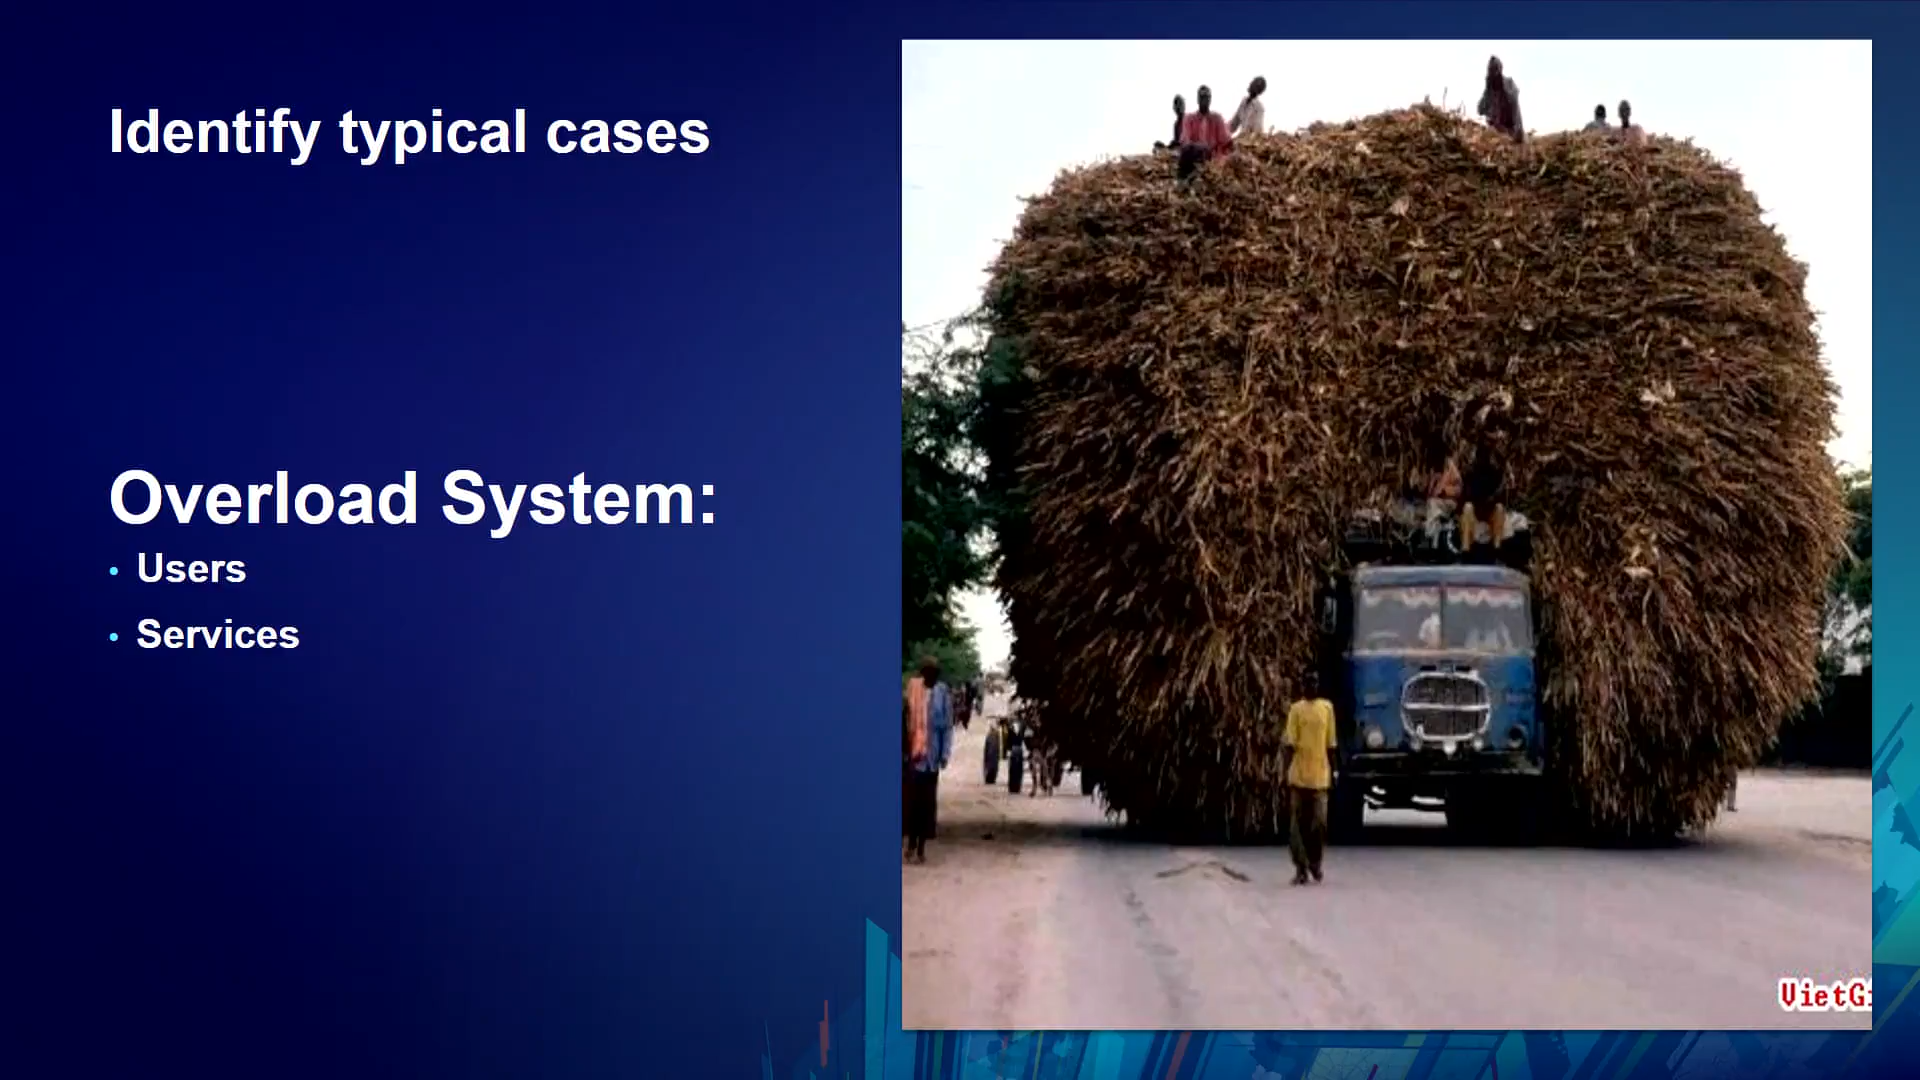 Identify typical cases
Overload System:
• Users
• Services